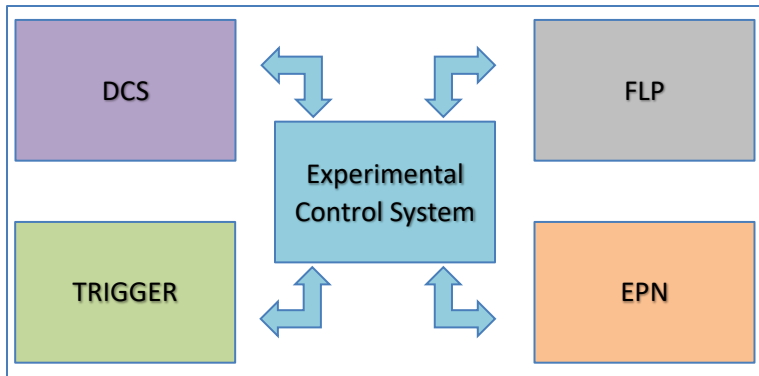 DCS
FLP
Experimental
Control System
TRIGGER
EPN